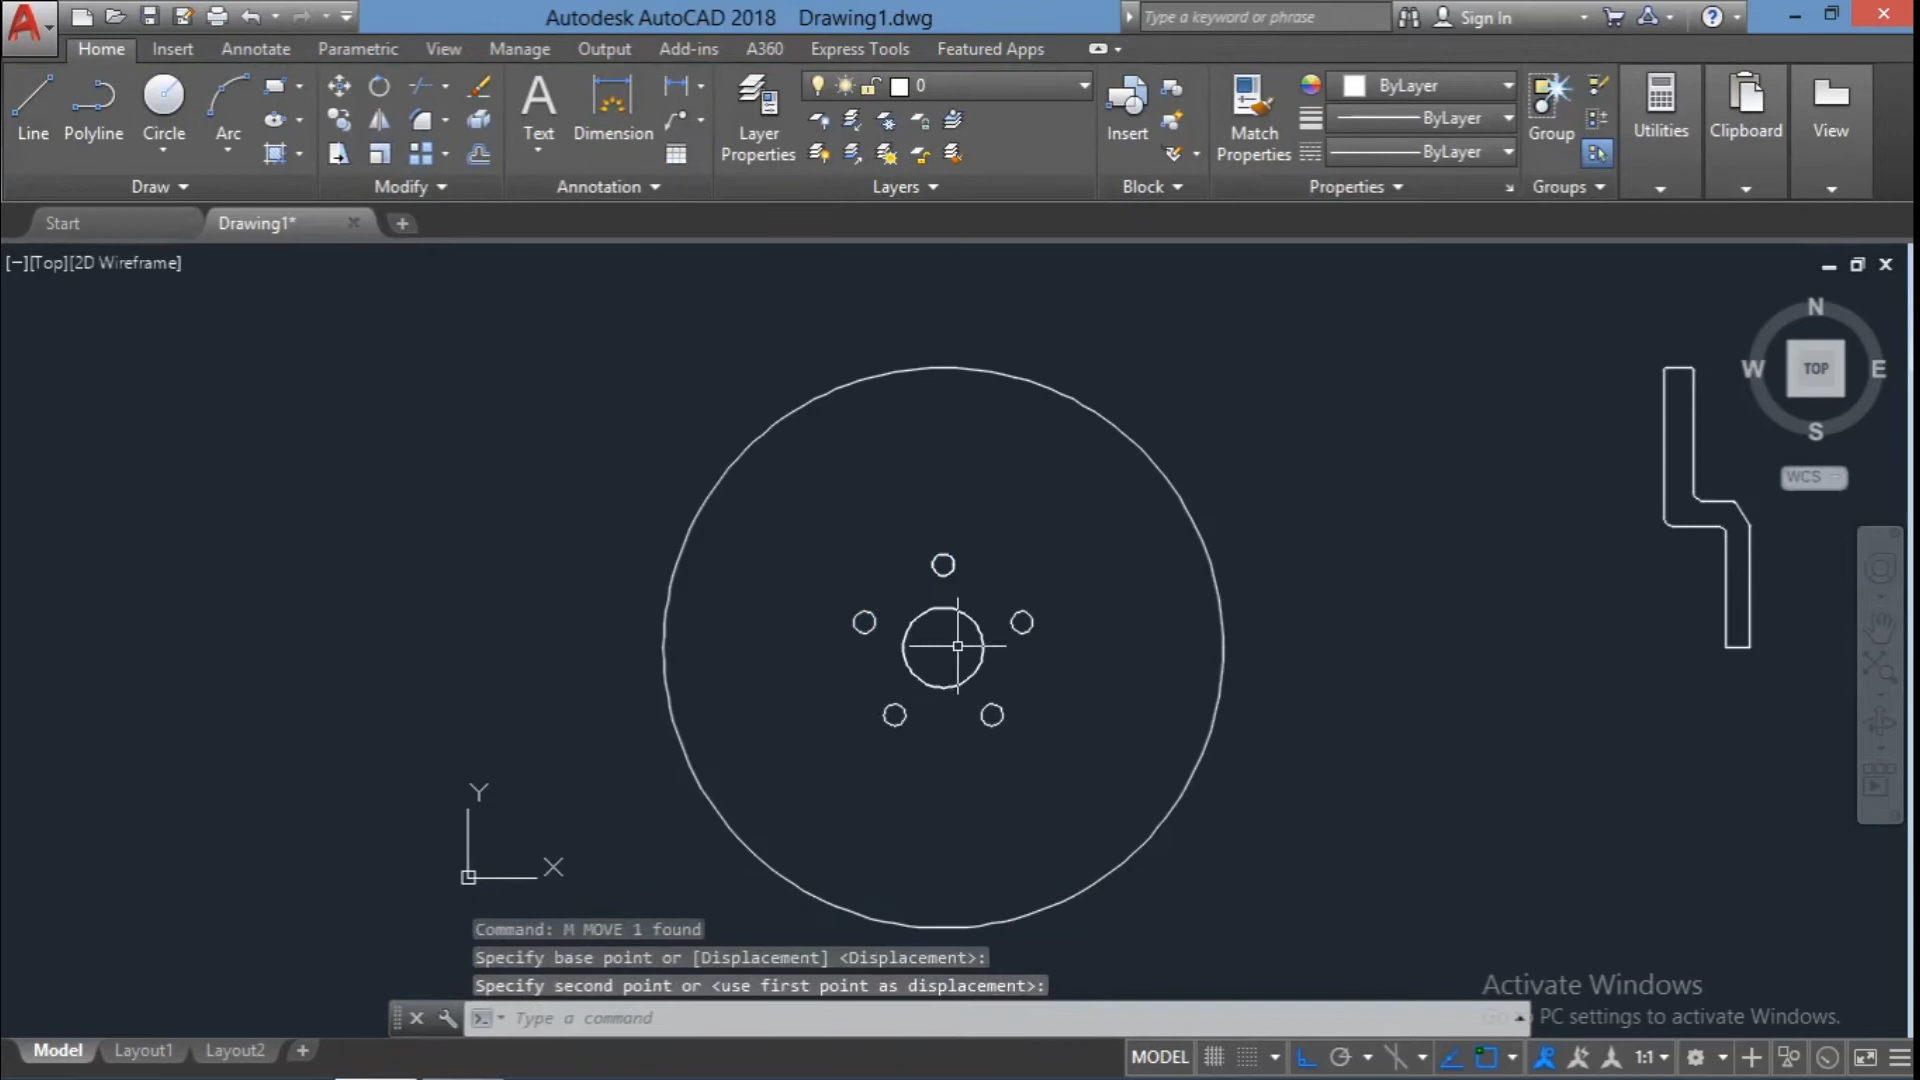 Autodesk AutoCAD 2018 Drawing1.dwg
Type a keyword or phrase
Sign In
Home Insert Annotate Parametric View Manage Output Add-ins A360 Express Tools Featured Apps
0
ByLayer
ByLayer
ByLayer
Line Polyline Circle Arc
Text Dimension
Layer Properties
Insert
Match Properties
Group
Utilities Clipboard View
Draw Modify Annotation Layers Block Properties Groups
Start Drawing1*
[−][Top][2D Wireframe]
N
W TOP E
S
WCS
Y
X
Command: M MOVE 1 found
Specify base point or [Displacement] <Displacement>:
Specify second point or <use first point as displacement>:
Type a command
Activate Windows
PC settings to activate Windows.
Model Layout1 Layout2
MODEL 1:1